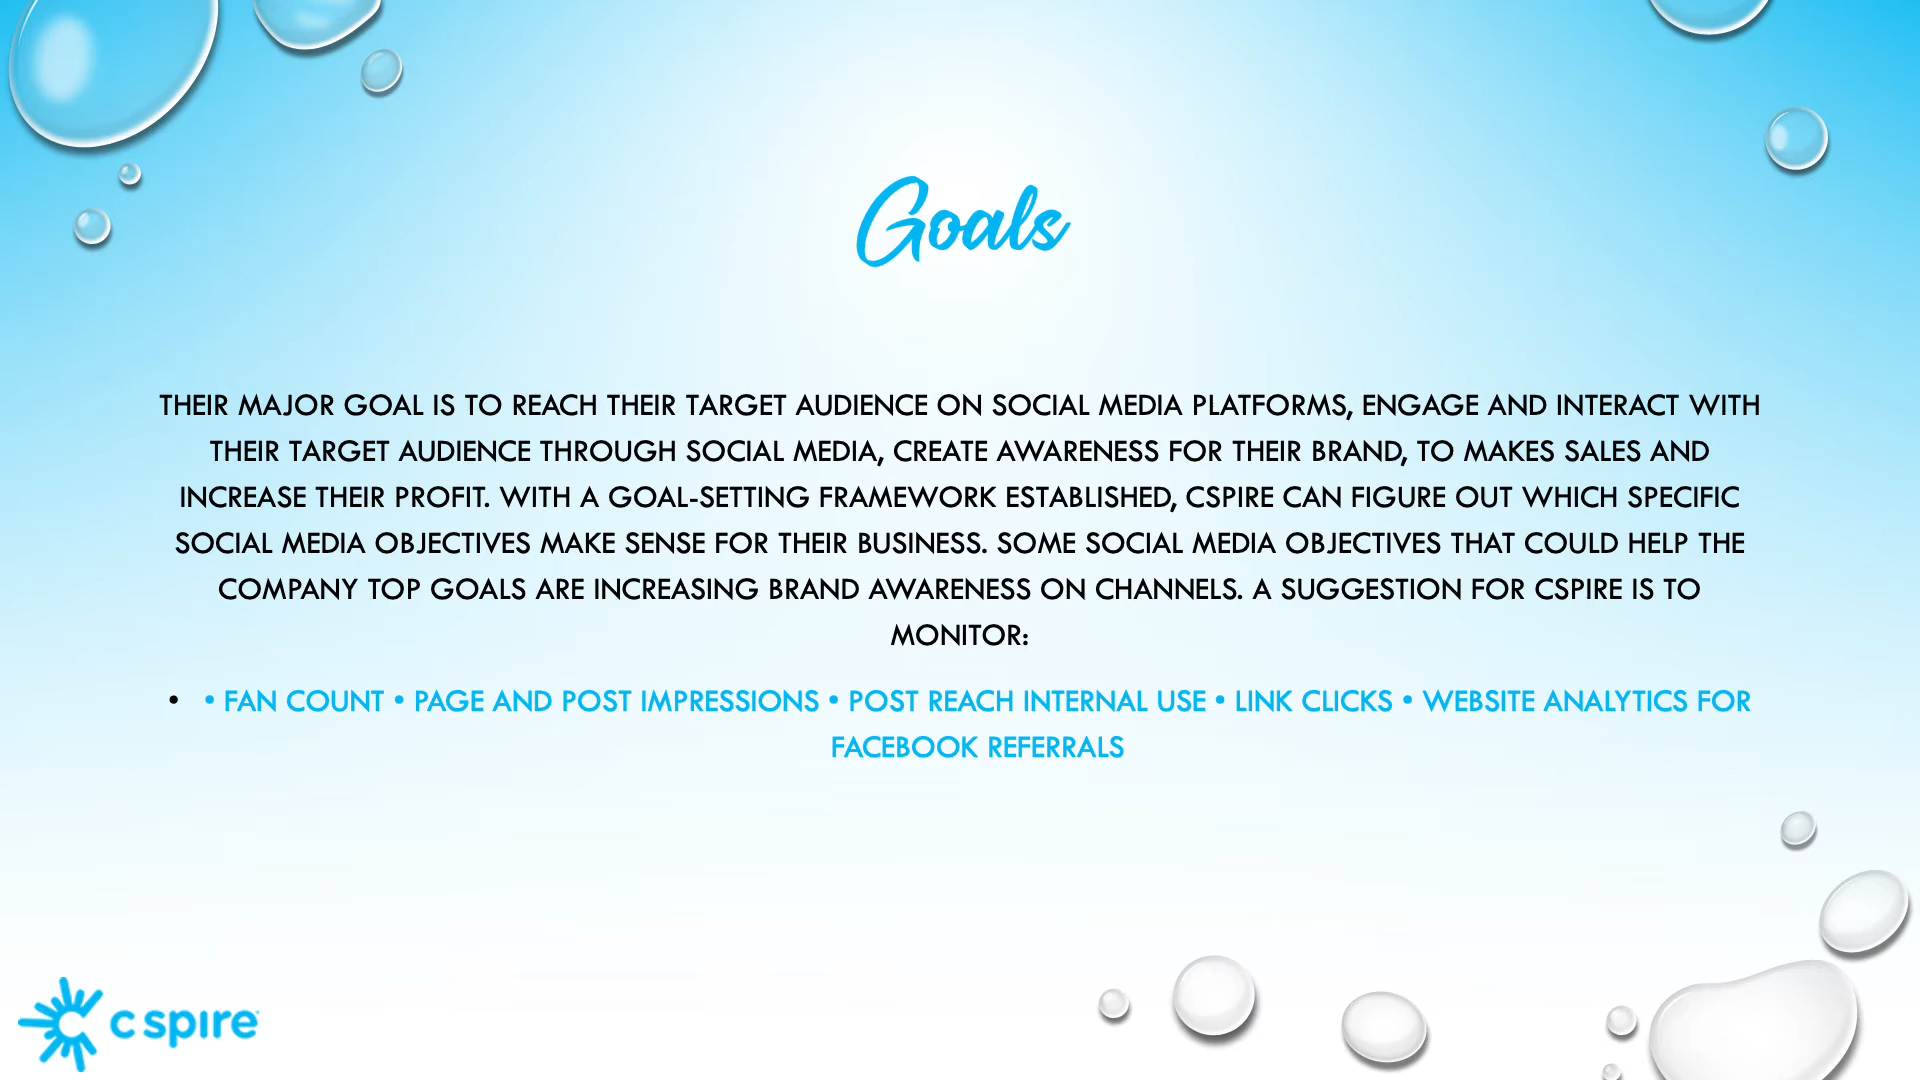 Goals
THEIR MAJOR GOAL IS TO REACH THEIR TARGET AUDIENCE ON SOCIAL MEDIA PLATFORMS, ENGAGE AND INTERACT WITH
THEIR TARGET AUDIENCE THROUGH SOCIAL MEDIA, CREATE AWARENESS FOR THEIR BRAND, TO MAKES SALES AND
INCREASE THEIR PROFIT. WITH A GOAL-SETTING FRAMEWORK ESTABLISHED, CSPIRE CAN FIGURE OUT WHICH SPECIFIC
SOCIAL MEDIA OBJECTIVES MAKE SENSE FOR THEIR BUSINESS. SOME SOCIAL MEDIA OBJECTIVES THAT COULD HELP THE
COMPANY TOP GOALS ARE INCREASING BRAND AWARENESS ON CHANNELS. A SUGGESTION FOR CSPIRE IS TO
MONITOR:
• • FAN COUNT • PAGE AND POST IMPRESSIONS • POST REACH INTERNAL USE • LINK CLICKS • WEBSITE ANALYTICS FOR
FACEBOOK REFERRALS
c spire